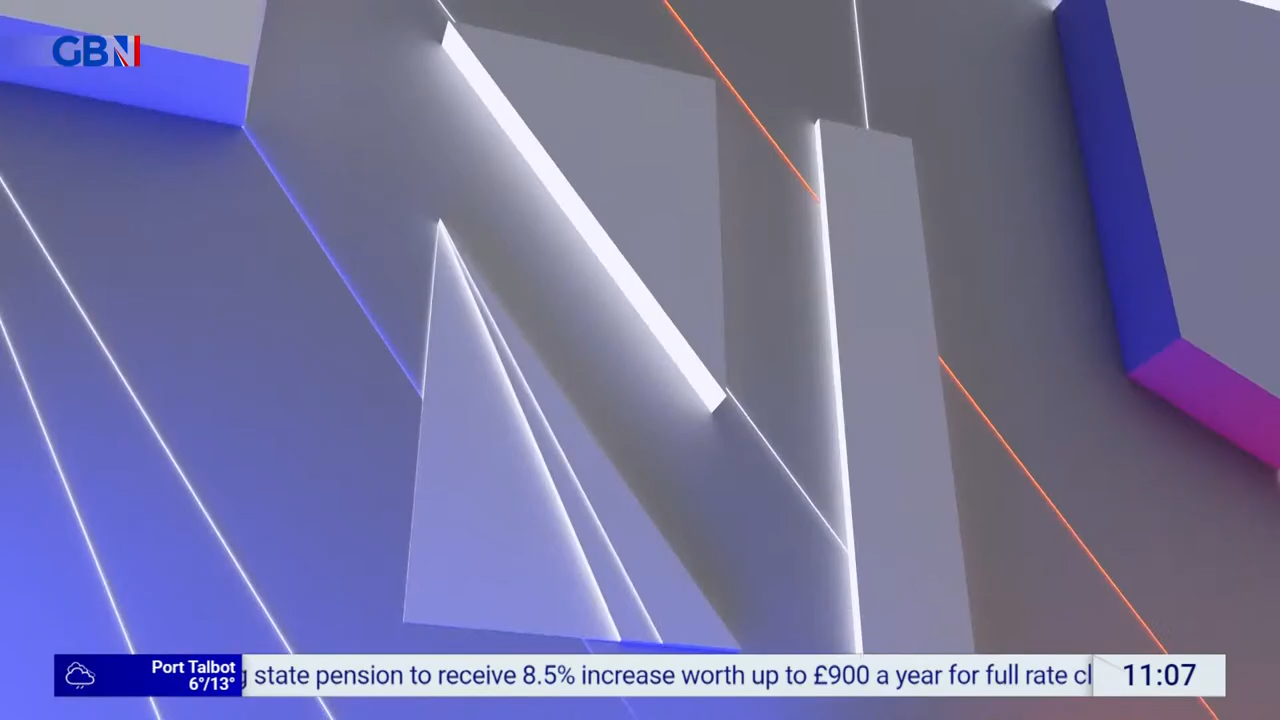 GBN
Port Talbot
6°/13°
state pension to receive 8.5% increase worth up to £900 a year for full rate
11:07